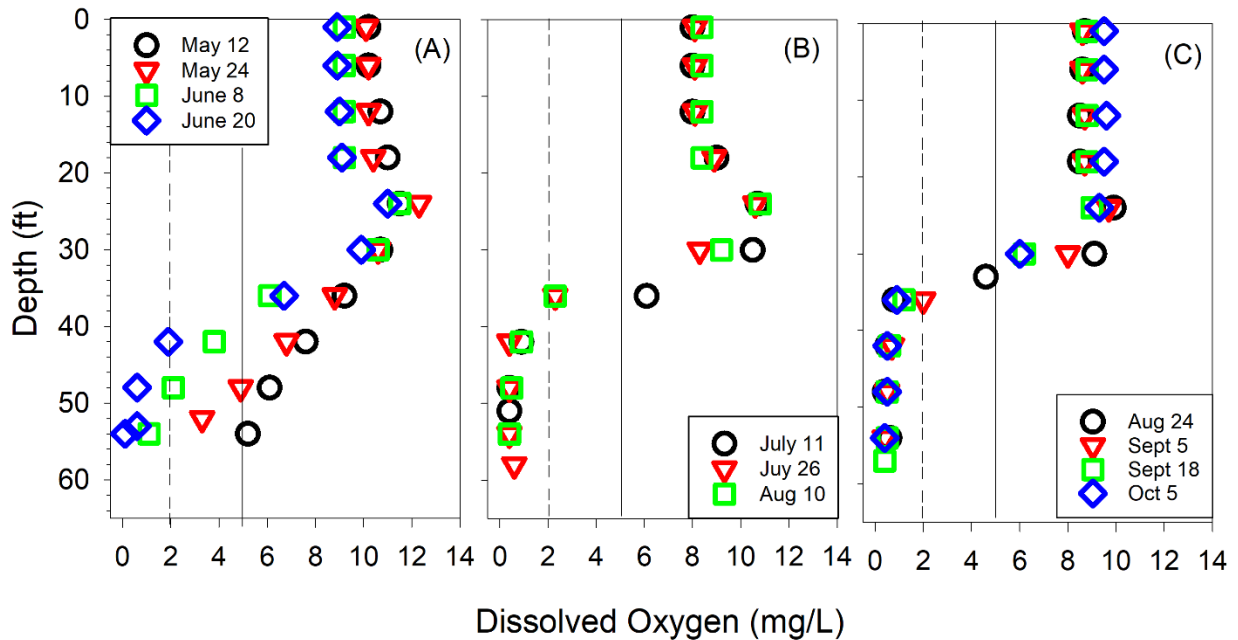 Depth (ft)
0
10
20
30
40
50
60
(A)
May 12
May 24
June 8
June 20
0 2 4 6 8 10 12 14
(B)
July 11
Juy 26
Aug 10
0 2 4 6 8 10 12 14
(C)
Aug 24
Sept 5
Sept 18
Oct 5
0 2 4 6 8 10 12 14
Dissolved Oxygen (mg/L)